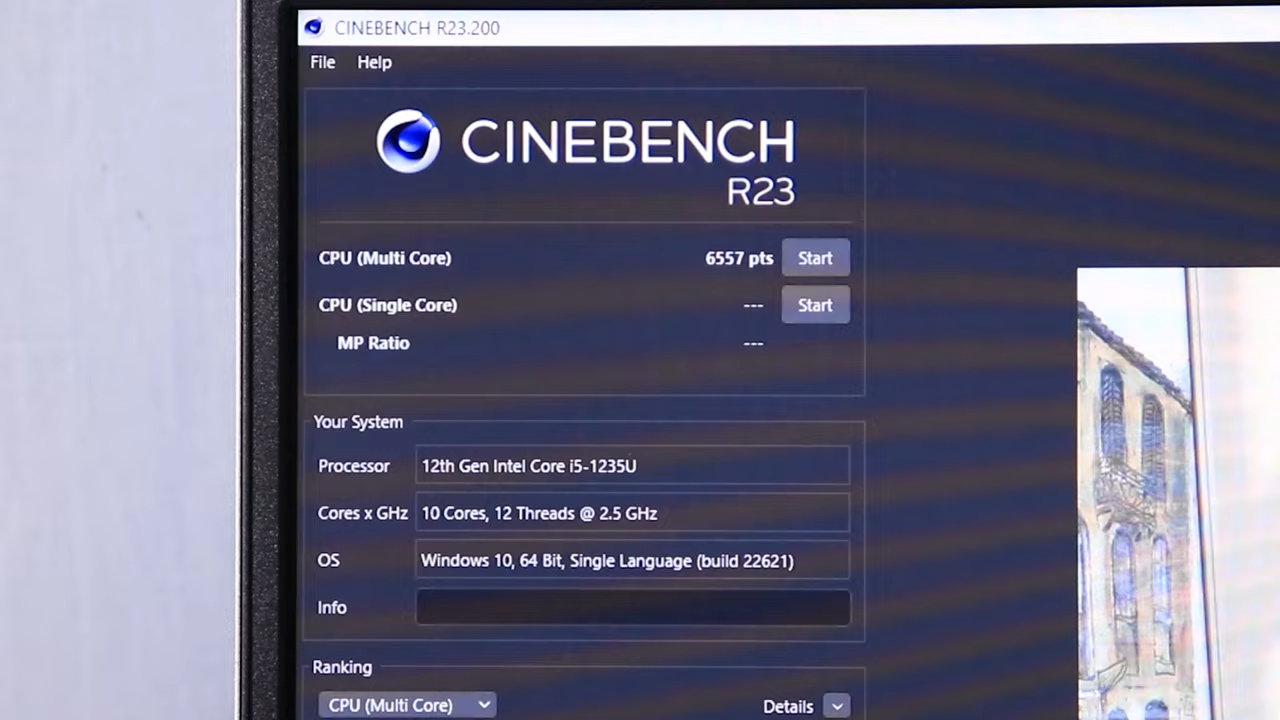 CINEBENCH R23.200
File Help
CINEBENCH
R23
CPU (Multi Core) 6557 pts Start
CPU (Single Core) --- Start
MP Ratio ---
Your System
Processor 12th Gen Intel Core i5-1235U
Cores x GHz 10 Cores, 12 Threads @ 2.5 GHz
OS Windows 10, 64 Bit, Single Language (build 22621)
Info
Ranking
CPU (Multi Core) Details